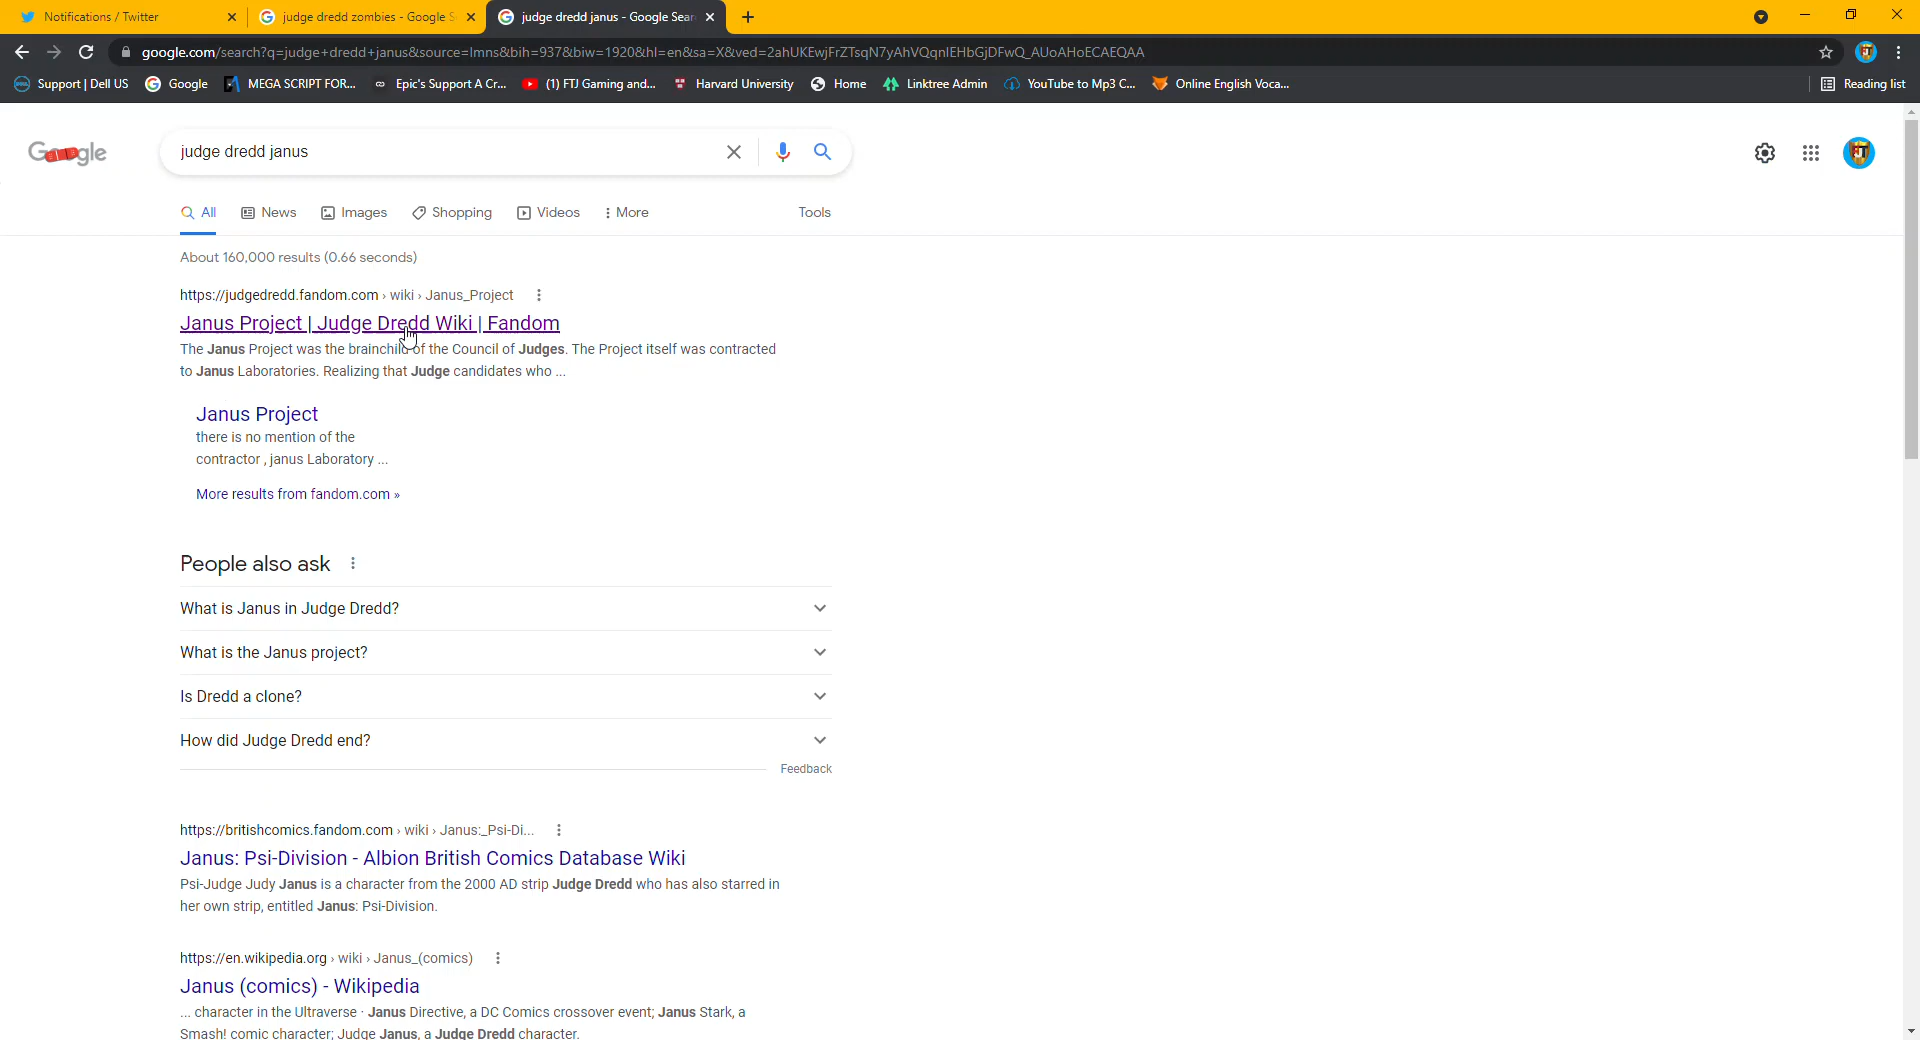 Notifications / Twitter
judge dredd zombies - Google S
judge dredd janus - Google Sear
google.com/search?q=judge+dredd+janus&source=lmns&bih=937&biw=1920&hl=en&sa=X&ved=2ahUKEwjFrZTsqN7yAhVQqnIEHbGjDFwQ_AUoAHoECAEQAA
Support | Dell US
Google
MEGA SCRIPT FOR...
Epic's Support A Cr...
(1) FTJ Gaming and...
Harvard University
Home
Linktree Admin
YouTube to Mp3 C...
Online English Voca...
Reading list
Google
judge dredd janus
All
News
Images
Shopping
Videos
More
Tools
About 160,000 results (0.66 seconds)
https://judgedredd.fandom.com › wiki › Janus_Project
Janus Project | Judge Dredd Wiki | Fandom
The Janus Project was the brainchild of the Council of Judges. The Project itself was contracted
to Janus Laboratories. Realizing that Judge candidates who ...
Janus Project
there is no mention of the
contractor , janus Laboratory ...
More results from fandom.com »
People also ask
What is Janus in Judge Dredd?
What is the Janus project?
Is Dredd a clone?
How did Judge Dredd end?
Feedback
https://britishcomics.fandom.com › wiki › Janus:_Psi-Di...
Janus: Psi-Division - Albion British Comics Database Wiki
Psi-Judge Judy Janus is a character from the 2000 AD strip Judge Dredd who has also starred in
her own strip, entitled Janus: Psi-Division.
https://en.wikipedia.org › wiki › Janus_(comics)
Janus (comics) - Wikipedia
... character in the Ultraverse · Janus Directive, a DC Comics crossover event; Janus Stark, a
Smash! comic character; Judge Janus, a Judge Dredd character.